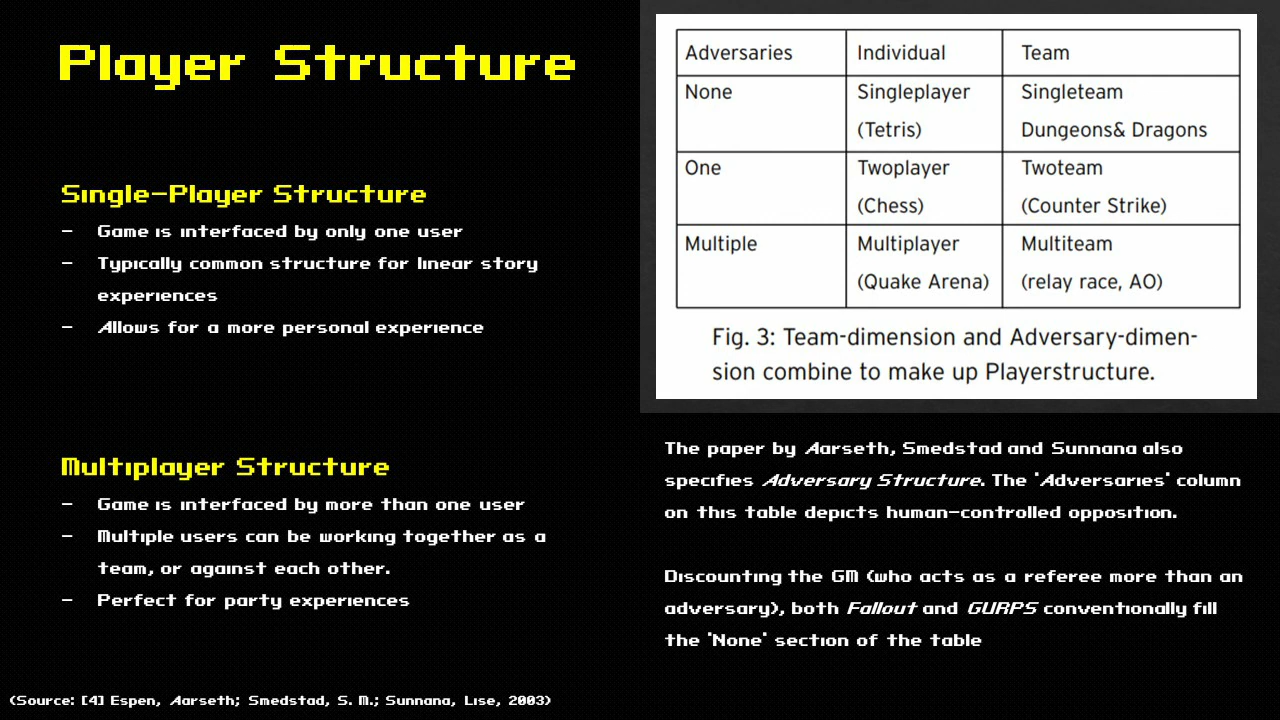 Player Structure
Single-Player Structure
- Game is interfaced by only one user
- Typically common structure for linear story
experiences
- Allows for a more personal experience
Multiplayer Structure
- Game is interfaced by more than one user
- Multiple users can be working together as a
team, or against each other.
- Perfect for party experiences
(Source: [4] Espen, Aarseth; Smedstad, S. M.; Sunnana, Lise, 2003)
Adversaries Individual Team
None Singleplayer Singleteam
(Tetris) Dungeons& Dragons
One Twoplayer Twoteam
(Chess) (Counter Strike)
Multiple Multiplayer Multiteam
(Quake Arena) (relay race, AO)
Fig. 3: Team-dimension and Adversary-dimen-
sion combine to make up Playerstructure.
The paper by Aarseth, Smedstad and Sunnana also
specifies Adversary Structure. The 'Adversaries' column
on this table depicts human-controlled opposition.
Discounting the GM (who acts as a referee more than an
adversary), both Fallout and GURPS conventionally fill
the 'None' section of the table